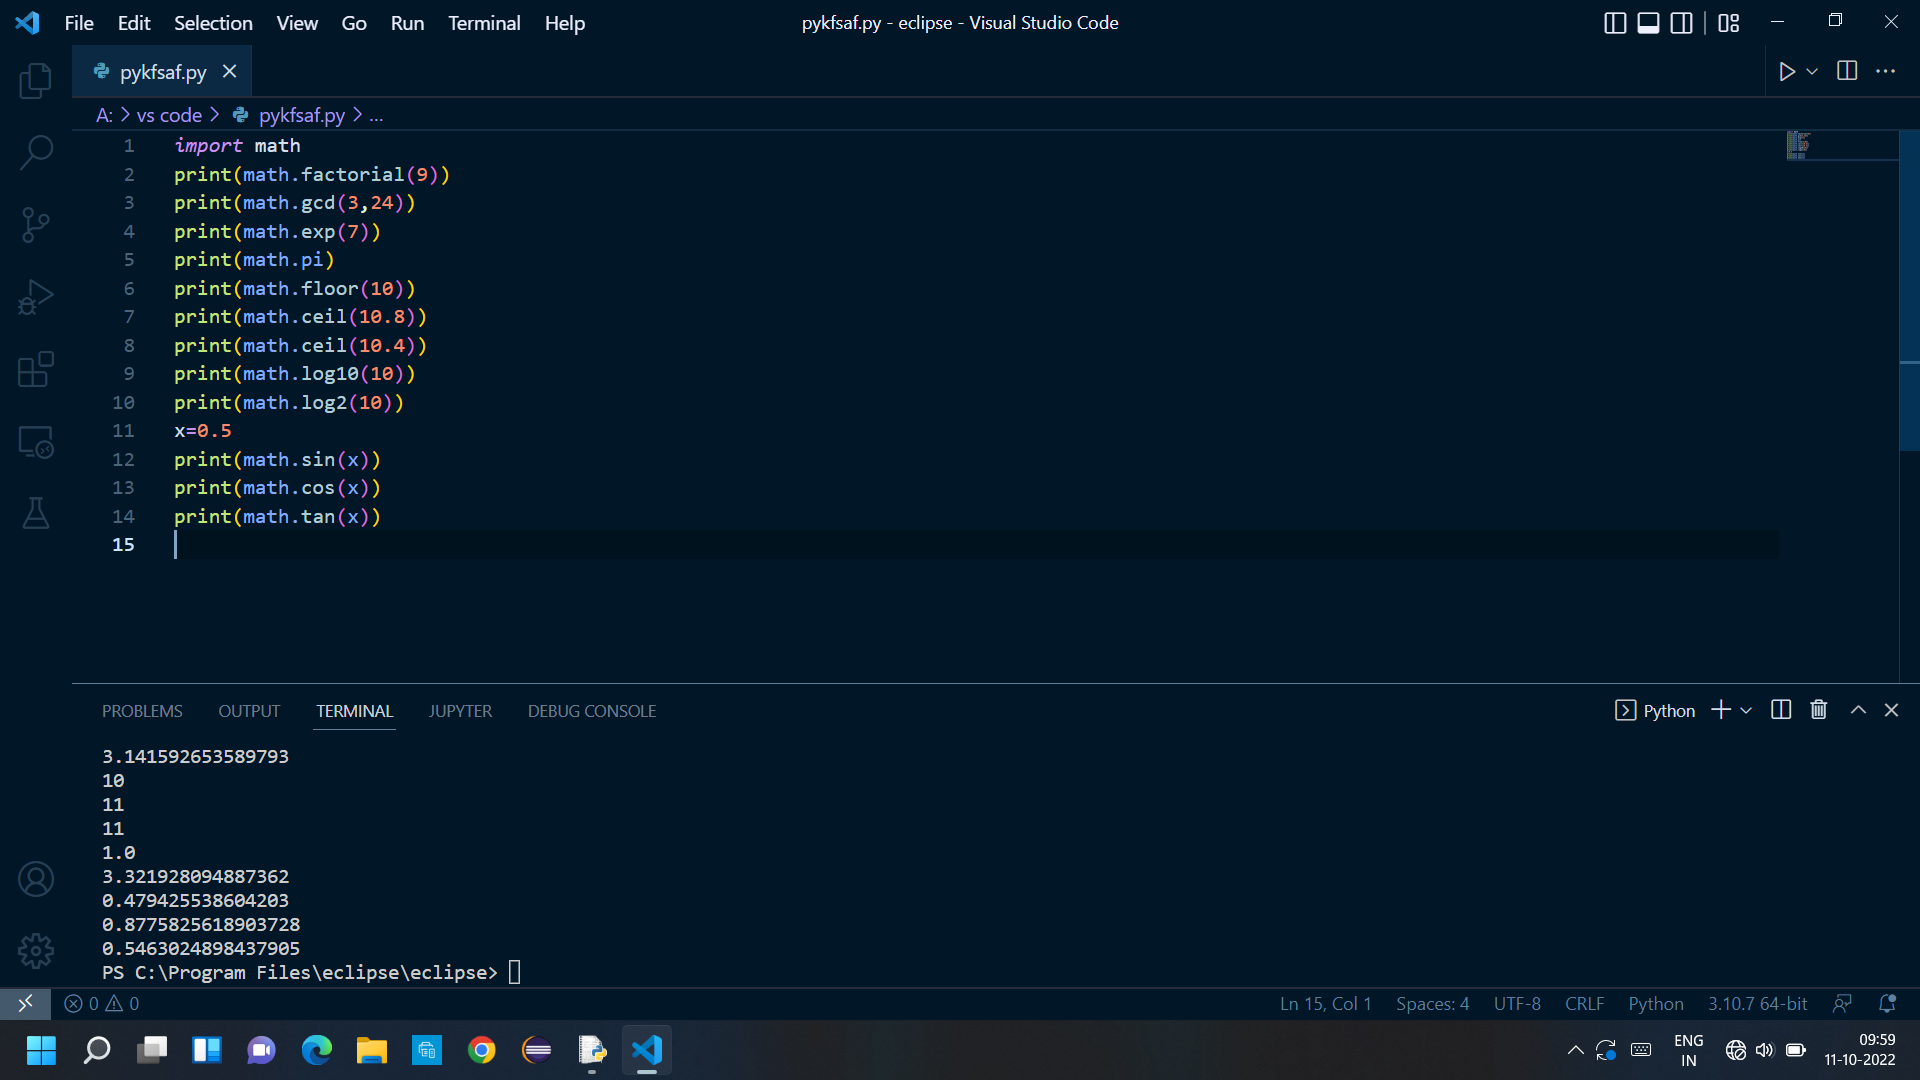 File Edit Selection View Go Run Terminal Help pykfsaf.py - eclipse - Visual Studio Code
pykfsaf.py
A: > vs code > pykfsaf.py > ...
1 import math
2 print(math.factorial(9))
3 print(math.gcd(3,24))
4 print(math.exp(7))
5 print(math.pi)
6 print(math.floor(10))
7 print(math.ceil(10.8))
8 print(math.ceil(10.4))
9 print(math.log10(10))
10 print(math.log2(10))
11 x=0.5
12 print(math.sin(x))
13 print(math.cos(x))
14 print(math.tan(x))
15
PROBLEMS OUTPUT TERMINAL JUPYTER DEBUG CONSOLE Python
3.141592653589793
10
11
11
1.0
3.321928094887362
0.479425538604203
0.8775825618903728
0.5463024898437905
PS C:\Program Files\eclipse\eclipse>
0 0 Ln 15, Col 1 Spaces: 4 UTF-8 CRLF Python 3.10.7 64-bit
ENG 09:59
IN 11-10-2022